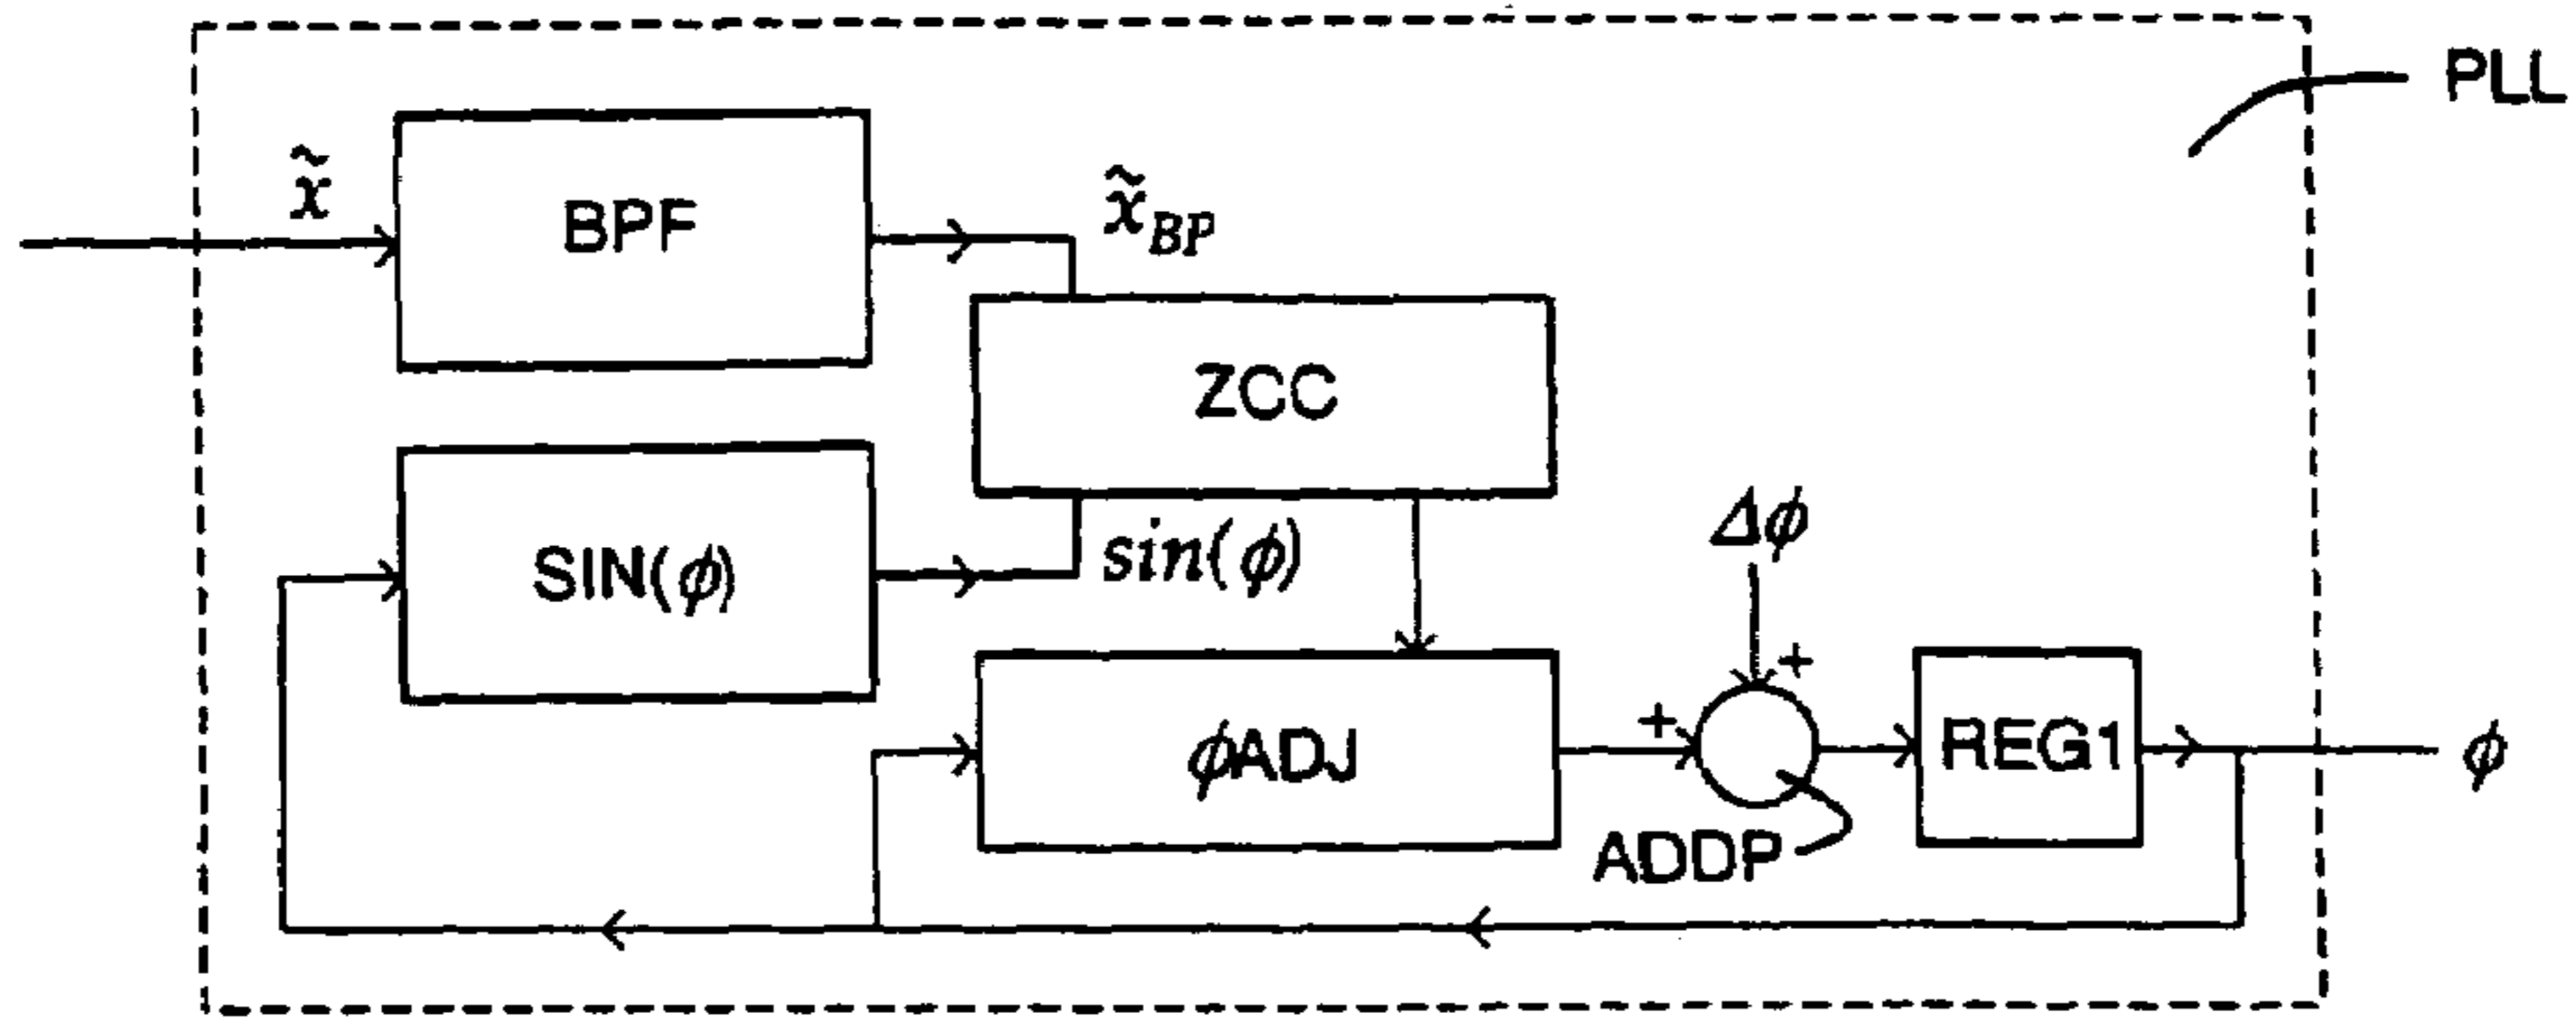 PLL
x̃
BPF
x̃BP
ZCC
SIN(ϕ)
sin(ϕ)
Δϕ
+
+
ϕADJ
REG1
ϕ
ADDP